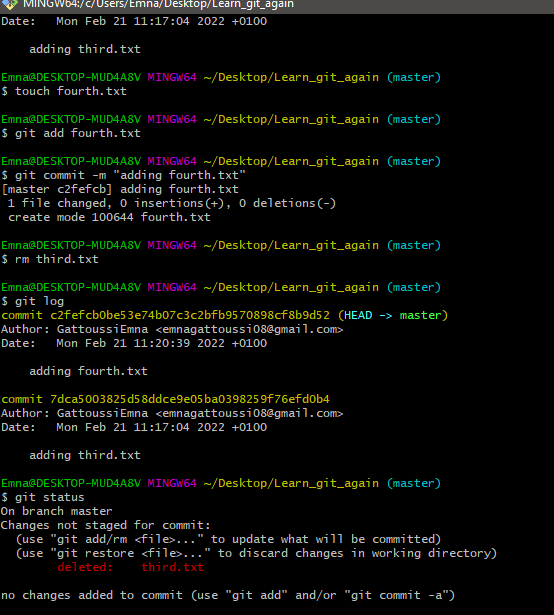 MINGW64:/c/Users/Emna/Desktop/Learn_git_again
Date:   Mon Feb 21 11:17:04 2022 +0100
    adding third.txt
Emna@DESKTOP-MUD4A8V MINGW64 ~/Desktop/Learn_git_again (master)
$ touch fourth.txt
Emna@DESKTOP-MUD4A8V MINGW64 ~/Desktop/Learn_git_again (master)
$ git add fourth.txt
Emna@DESKTOP-MUD4A8V MINGW64 ~/Desktop/Learn_git_again (master)
$ git commit -m "adding fourth.txt"
[master c2fefcb] adding fourth.txt
 1 file changed, 0 insertions(+), 0 deletions(-)
 create mode 100644 fourth.txt
Emna@DESKTOP-MUD4A8V MINGW64 ~/Desktop/Learn_git_again (master)
$ rm third.txt
Emna@DESKTOP-MUD4A8V MINGW64 ~/Desktop/Learn_git_again (master)
$ git log
commit c2fefcb0be53e74b07c3c2bfb9570898cf8b9d52 (HEAD -> master)
Author: GattoussiEmna <emnagattoussi08@gmail.com>
Date:   Mon Feb 21 11:20:39 2022 +0100
    adding fourth.txt
commit 7dca5003825d58ddce9e05ba0398259f76efd0b4
Author: GattoussiEmna <emnagattoussi08@gmail.com>
Date:   Mon Feb 21 11:17:04 2022 +0100
    adding third.txt
Emna@DESKTOP-MUD4A8V MINGW64 ~/Desktop/Learn_git_again (master)
$ git status
On branch master
Changes not staged for commit:
  (use "git add/rm <file>..." to update what will be committed)
  (use "git restore <file>..." to discard changes in working directory)
        deleted:    third.txt
no changes added to commit (use "git add" and/or "git commit -a")